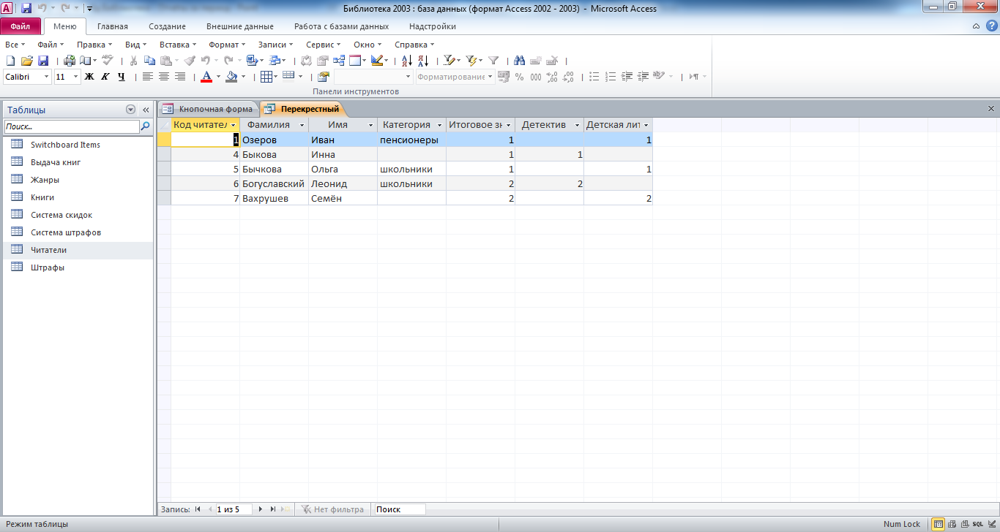 Библиотека 2003 : база данных (формат Access 2002 - 2003) - Microsoft Access
Файл Меню Главная Создание Внешние данные Работа с базами данных Надстройки
Все Файл Правка Вид Вставка Формат Записи Сервис Окно Справка
Calibri 11 Ж К Ч А Форматирование % 000
Панели инструментов
Таблицы
Поиск...
Switchboard Items
Выдача книг
Жанры
Книги
Система скидок
Система штрафов
Читатели
Штрафы
Кнопочная форма Перекрестный
Код читател Фамилия Имя Категория Итоговое зн Детектив Детская лит
1 Озеров Иван пенсионеры 1 1
4 Быкова Инна 1 1
5 Бычкова Ольга школьники 1 1
6 Богуславский Леонид школьники 2 2
7 Вахрушев Семён 2 2
Запись: 1 из 5 Нет фильтра Поиск
Режим таблицы Num Lock SQL